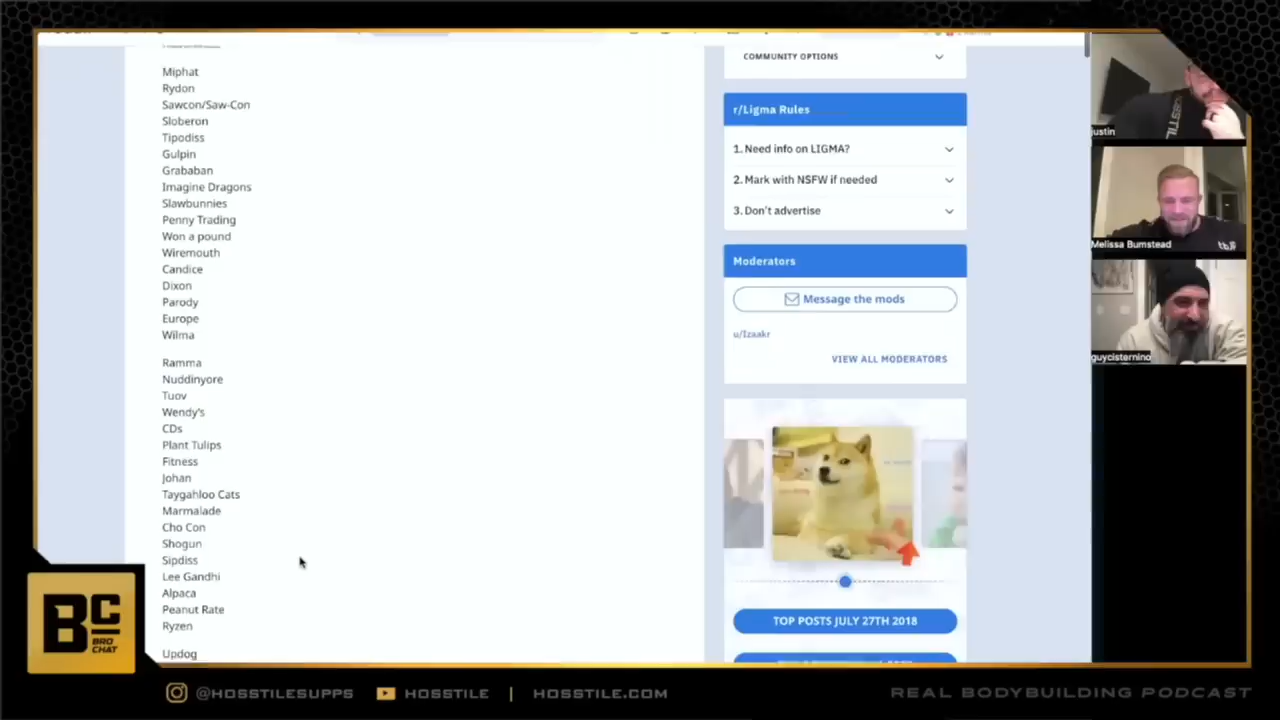 Miphat
Rydon
Sawcon/Saw-Con
Sloberon
Tipodiss
Gulpin
Grababan
Imagine Dragons
Slawbunnies
Penny Trading
Won a pound
Wiremouth
Candice
Dixon
Parody
Europe
Wilma
Ramma
Nuddinyore
Tuov
Wendy's
CDs
Plant Tulips
Fitness
Johan
Taygahloo Cats
Marmalade
Cho Con
Shogun
Sipdiss
Lee Gandhi
Alpaca
Peanut Rate
Ryzen
Updog
COMMUNITY OPTIONS
r/Ligma Rules
1. Need info on LIGMA?
2. Mark with NSFW if needed
3. Don't advertise
Moderators
Message the mods
u/Izaakr
VIEW ALL MODERATORS
TOP POSTS JULY 27TH 2018
justin
Melissa Bumstead
guycisternino
BC
BRO
CHAT
@HOSSTILESUPPS
HOSSTILE
|
HOSSTILE.COM
REAL BODYBUILDING PODCAST